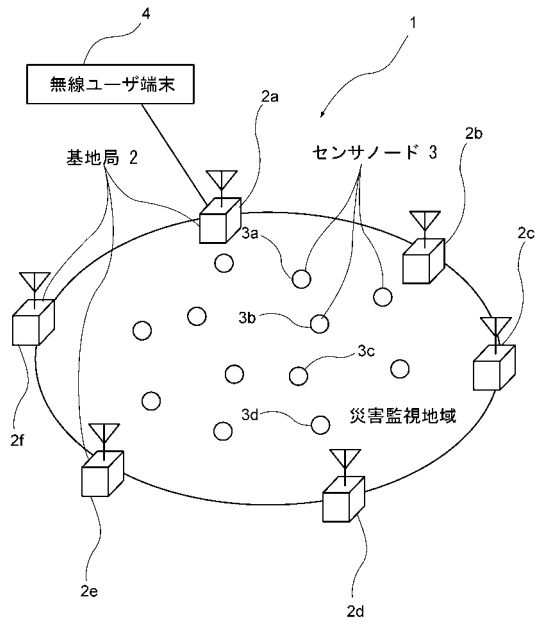 4
1
無線ユーザ端末
2a
2b
基地局 2
センサノード 3
2c
3a
3b
3c
3d
災害監視地域
2f
2e
2d